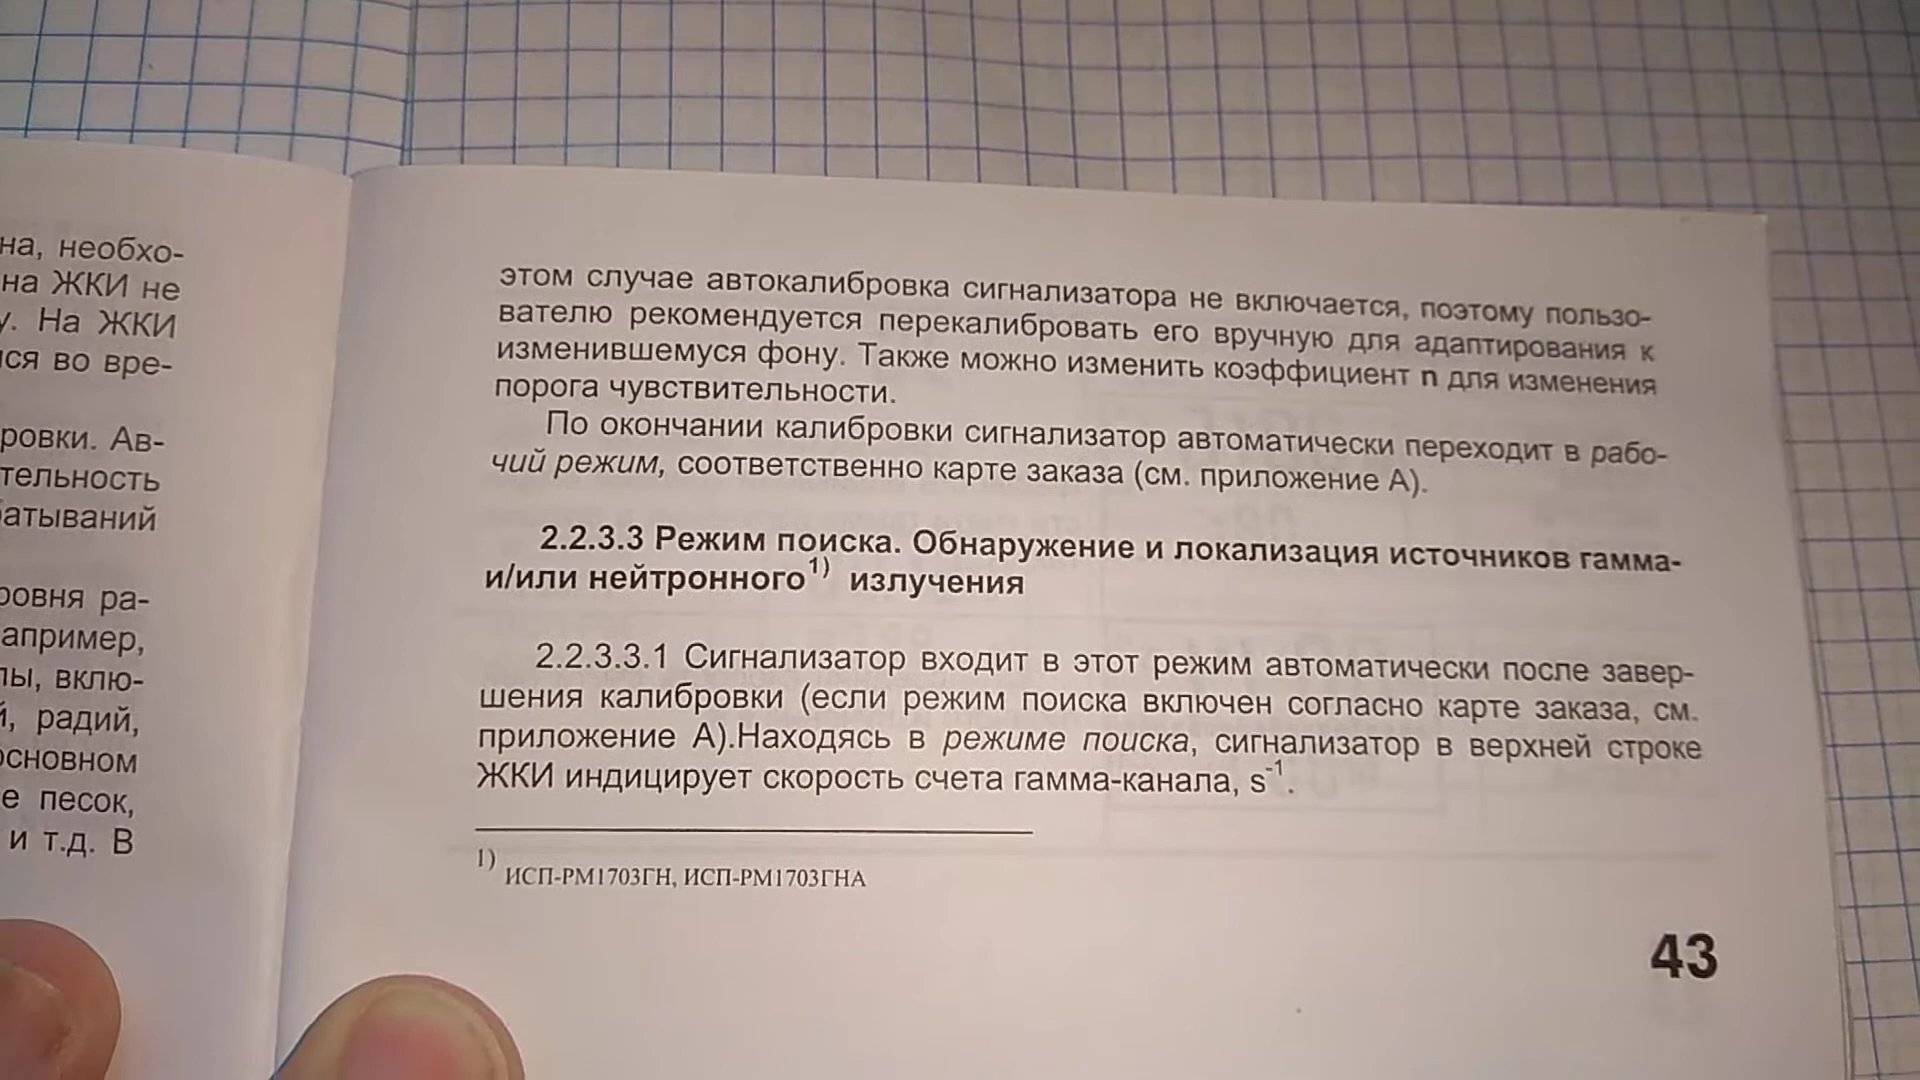 на, необхо-
на ЖКИ не
у. На ЖКИ
ся во вре-
ровки. Ав-
тельность
атываний
ровня ра-
апример,
лы, вклю-
й, радий,
основном
е песок,
и т.д. В
этом случае автокалибровка сигнализатора не включается, поэтому пользо-
вателю рекомендуется перекалибровать его вручную для адаптирования к
изменившемуся фону. Также можно изменить коэффициент n для изменения
порога чувствительности.
По окончании калибровки сигнализатор автоматически переходит в рабо-
чий режим, соответственно карте заказа (см. приложение А).
2.2.3.3 Режим поиска. Обнаружение и локализация источников гамма-
и/или нейтронного¹⁾ излучения
2.2.3.3.1 Сигнализатор входит в этот режим автоматически после завер-
шения калибровки (если режим поиска включен согласно карте заказа, см.
приложение А).Находясь в режиме поиска, сигнализатор в верхней строке
ЖКИ индицирует скорость счета гамма-канала, s⁻¹.
1) ИСП-РМ1703ГН, ИСП-РМ1703ГНА
43